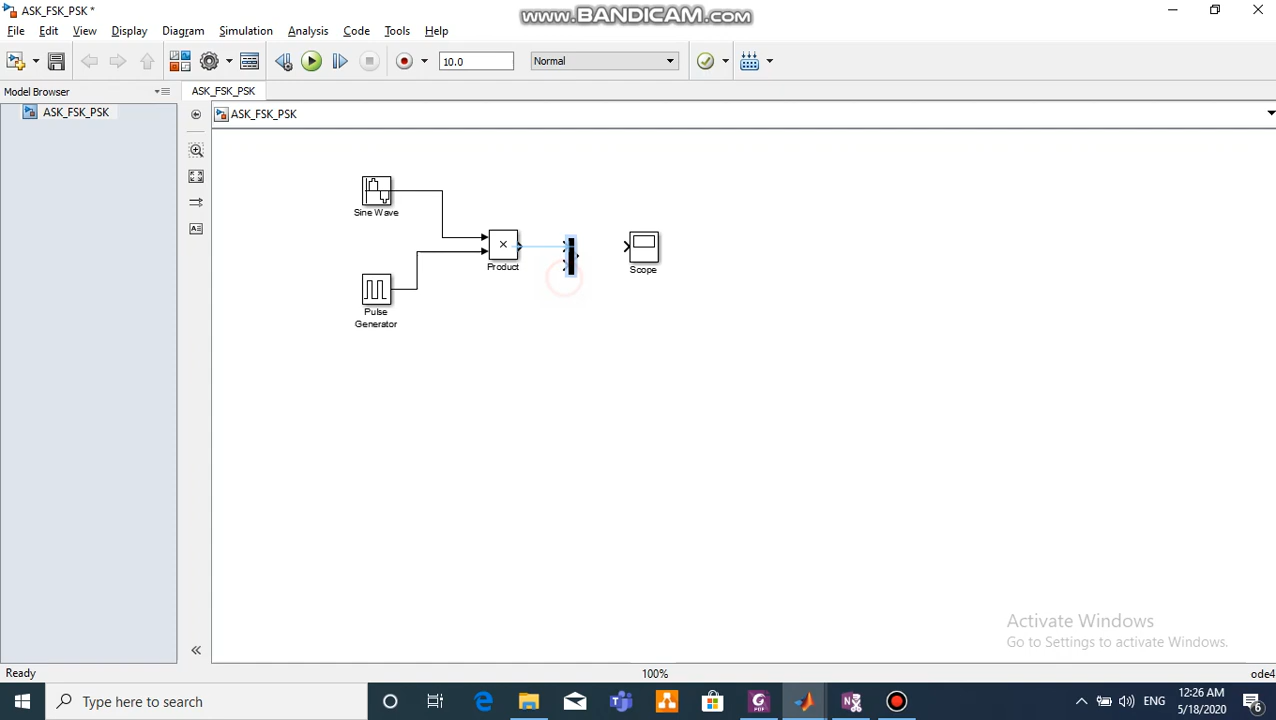 ASK_FSK_PSK *
www.BANDICAM.com
File Edit View Display Diagram Simulation Analysis Code Tools Help
10.0 Normal
Model Browser
ASK_FSK_PSK
ASK_FSK_PSK
ASK_FSK_PSK
Sine Wave
Product
Scope
Pulse
Generator
Activate Windows
Go to Settings to activate Windows.
Ready 100% ode4
Type here to search
ENG
12:26 AM
5/18/2020
6